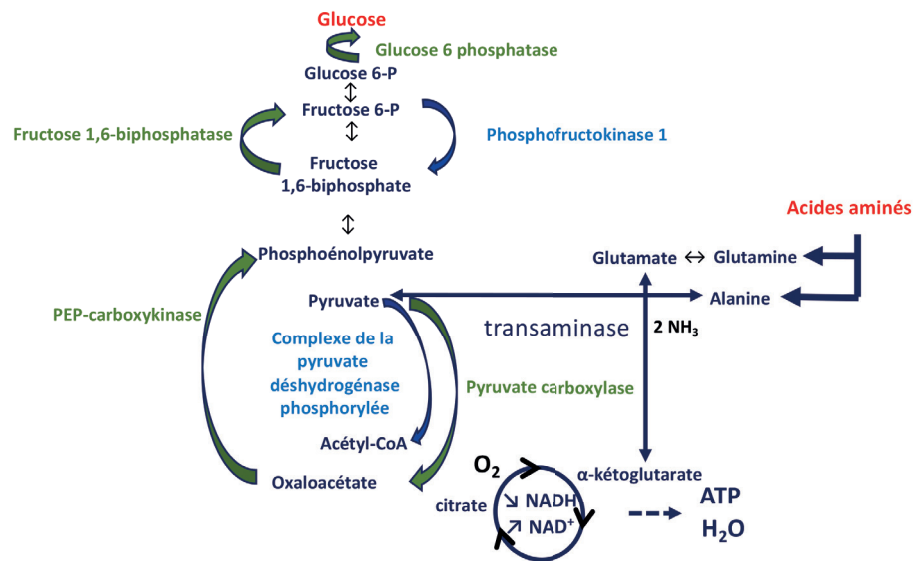 Glucose
Glucose 6 phosphatase
Glucose 6-P
Fructose 6-P
Fructose 1,6-biphosphatase
Phosphofructokinase 1
Fructose
1,6-biphosphate
Acides aminés
Phosphoénolpyruvate
Glutamate ↔ Glutamine
Pyruvate
Alanine
PEP-carboxykinase
transaminase
2 NH₃
Complexe de la
pyruvate
déshydrogénase
phosphorylée
Pyruvate carboxylase
Acétyl-CoA
Oxaloacétate
O₂
α-kétoglutarate
citrate
↘ NADH
↗ NAD⁺
ATP
H₂O